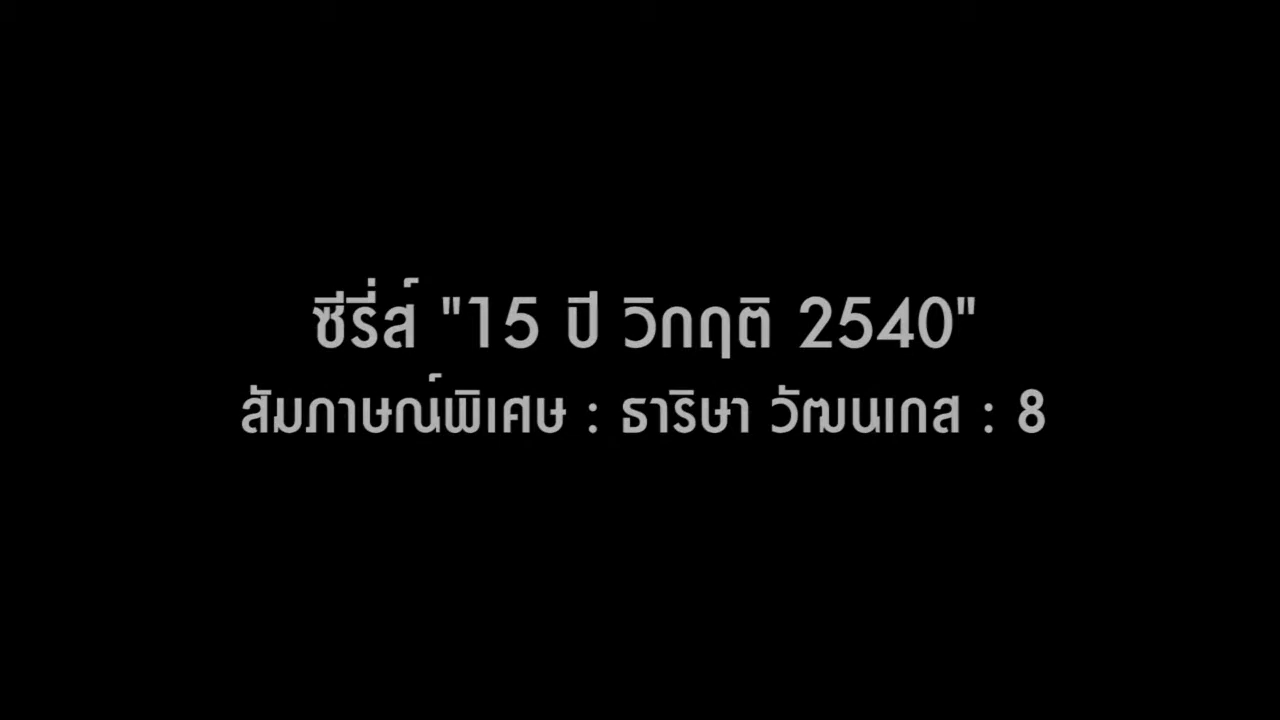 ซีรี่ส์ "15 ปี วิกฤติ 2540"
สัมภาษณ์พิเศษ : ธาริษา วัฒนเกส : 8